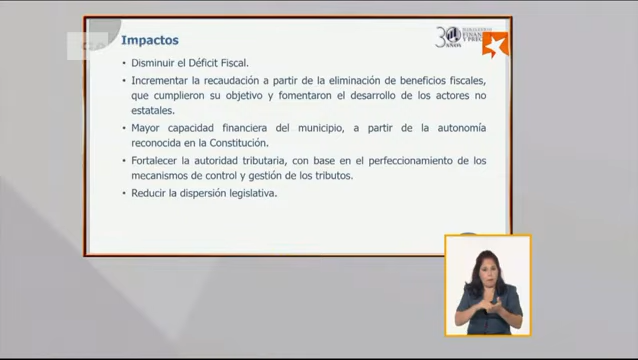 Impactos
30
AÑOS
• Disminuir el Déficit Fiscal.
• Incrementar la recaudación a partir de la eliminación de beneficios fiscales,
que cumplieron su objetivo y fomentaron el desarrollo de los actores no
estatales.
• Mayor capacidad financiera del municipio, a partir de la autonomía
reconocida en la Constitución.
• Fortalecer la autoridad tributaria, con base en el perfeccionamiento de los
mecanismos de control y gestión de los tributos.
• Reducir la dispersión legislativa.